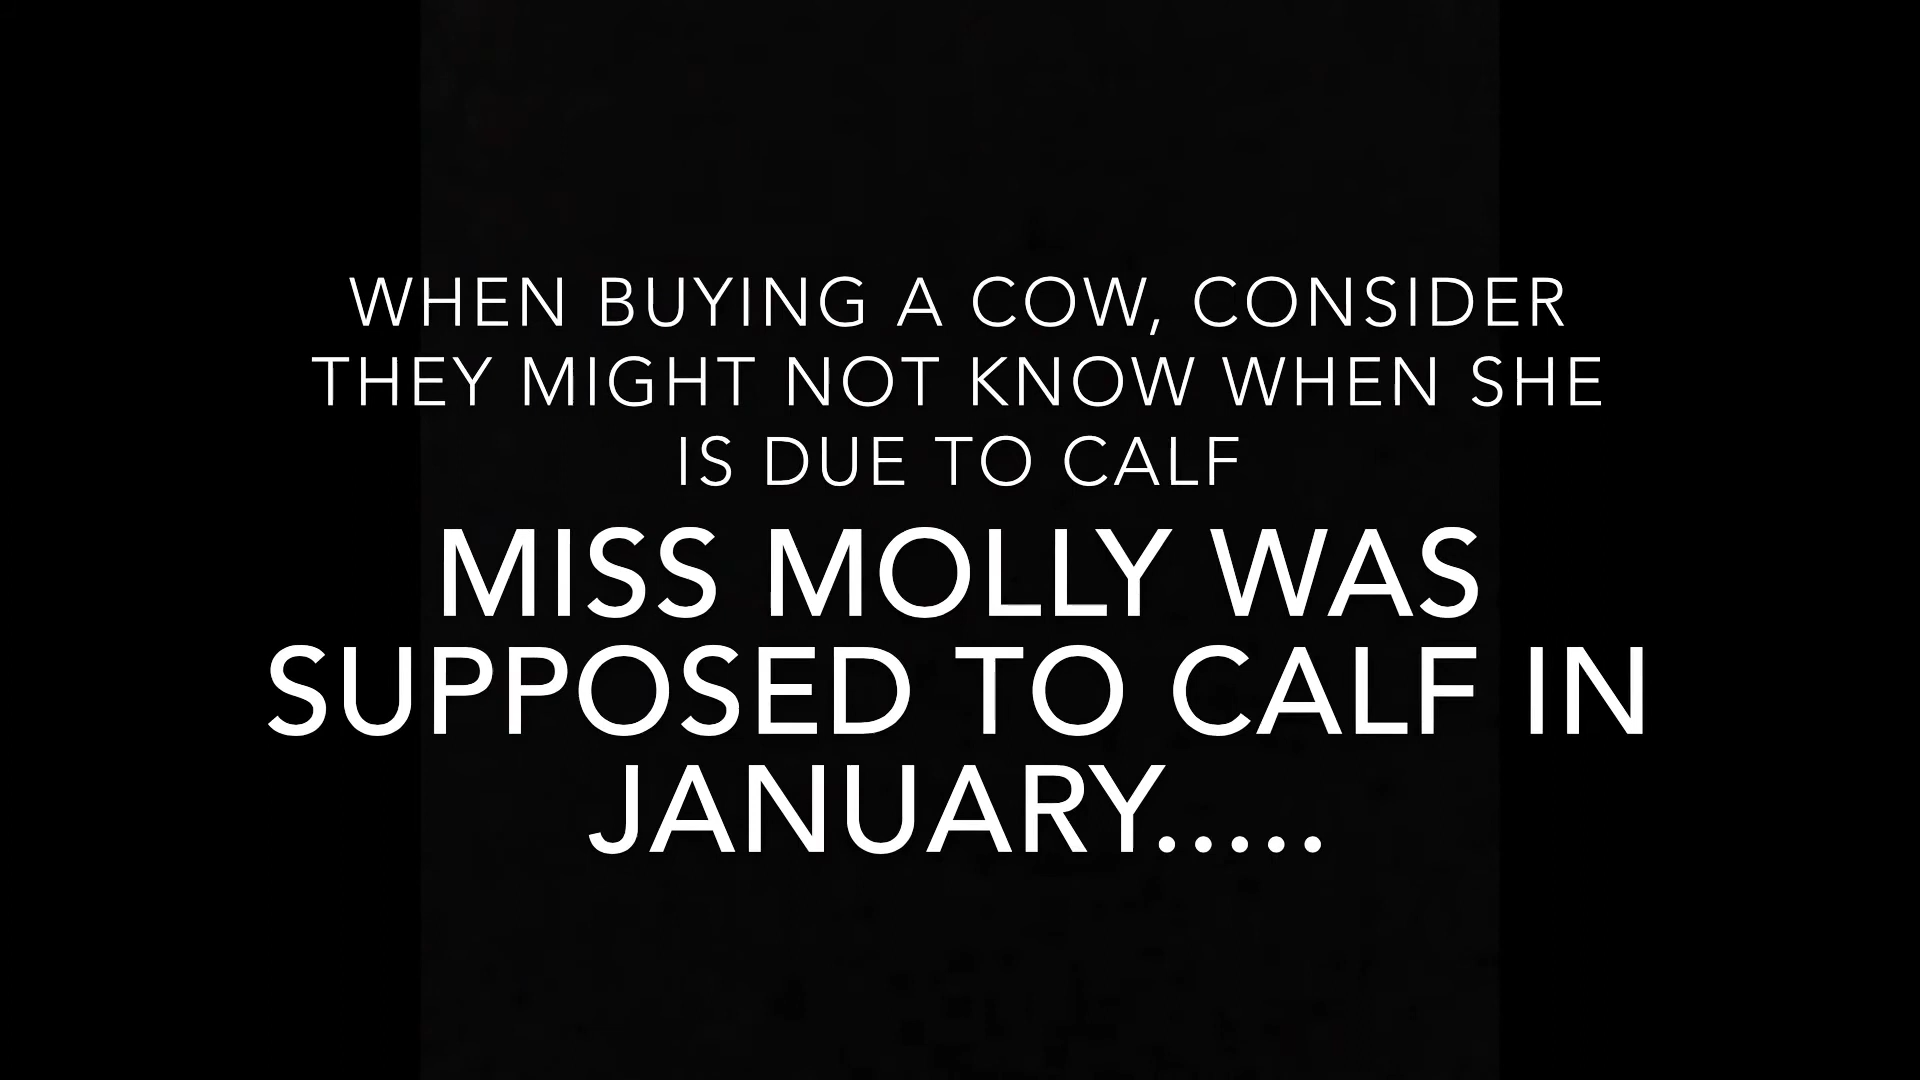 WHEN BUYING A COW, CONSIDER
THEY MIGHT NOT KNOW WHEN SHE
IS DUE TO CALF
MISS MOLLY WAS
SUPPOSED TO CALF IN
JANUARY.....